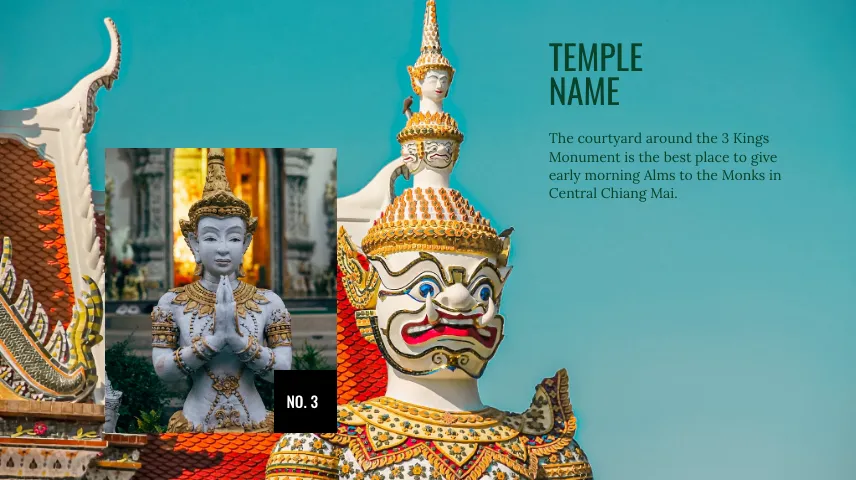 TEMPLE
NAME
The courtyard around the 3 Kings
Monument is the best place to give
early morning Alms to the Monks in
Central Chiang Mai.
NO. 3